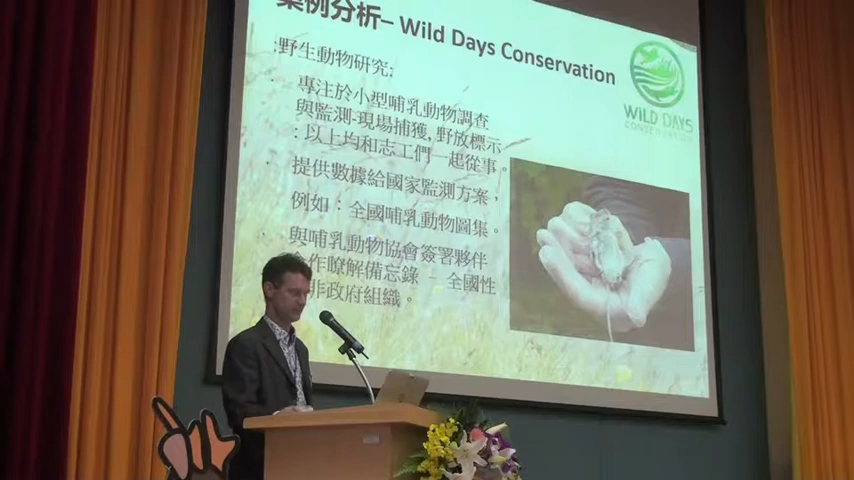 案例分析– Wild Days Conservation
:野生動物研究:
專注於小型哺乳動物調查
與監測-現場捕獲, 野放標示
: 以上均和志工們一起從事。
提供數據給國家監測方案,
例如：全國哺乳動物圖集。
與哺乳動物協會簽署夥伴
作瞭解備忘錄 – 全國性
非政府組織。
WILD DAYS
CONSERVATION